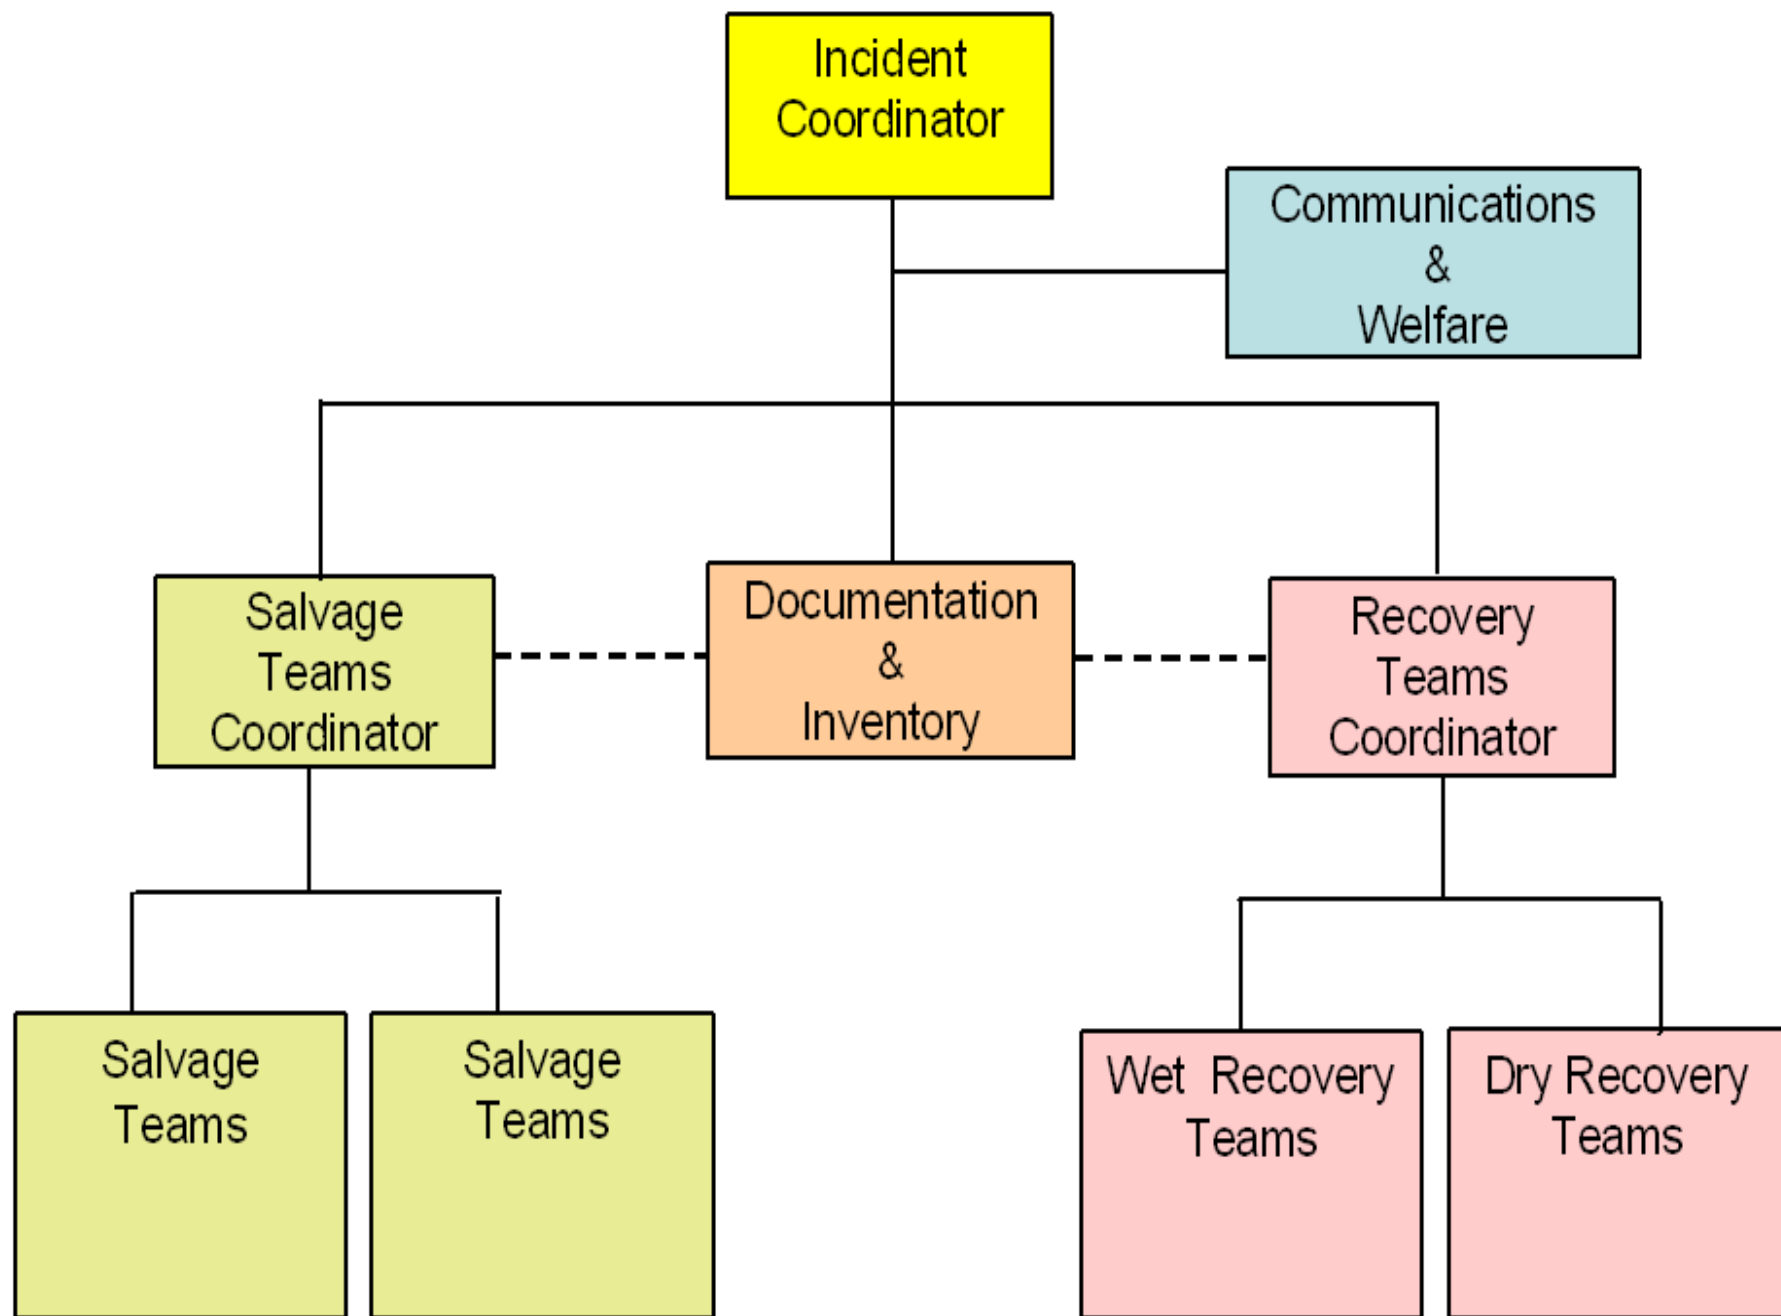 Incident
Coordinator
Communications
&
Welfare
Salvage
Teams
Coordinator
Documentation
&
Inventory
Recovery
Teams
Coordinator
Salvage
Teams
Salvage
Teams
Wet Recovery
Teams
Dry Recovery
Teams